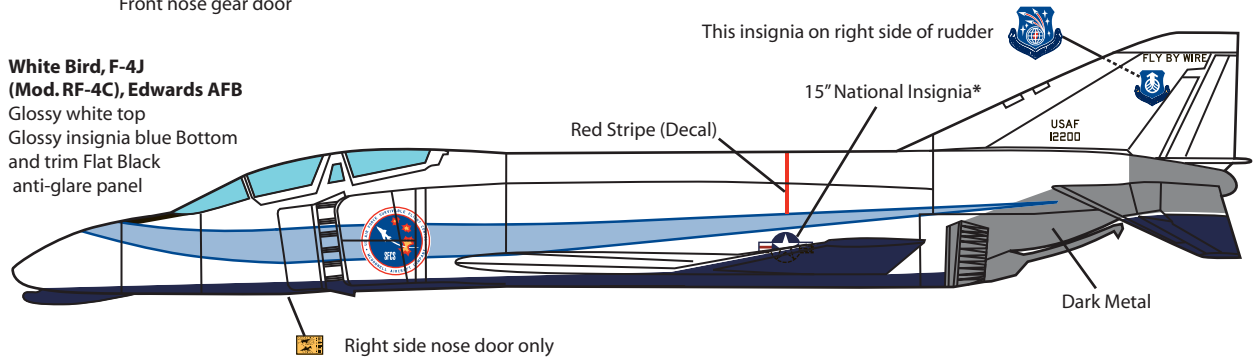 Front nose gear door
This insignia on right side of rudder
White Bird, F-4J
(Mod. RF-4C), Edwards AFB
Glossy white top
Glossy insignia blue Bottom
and trim Flat Black
anti-glare panel
FLY BY WIRE
15” National Insignia*
Red Stripe (Decal)
USAF
12200
SFCS
Dark Metal
Right side nose door only